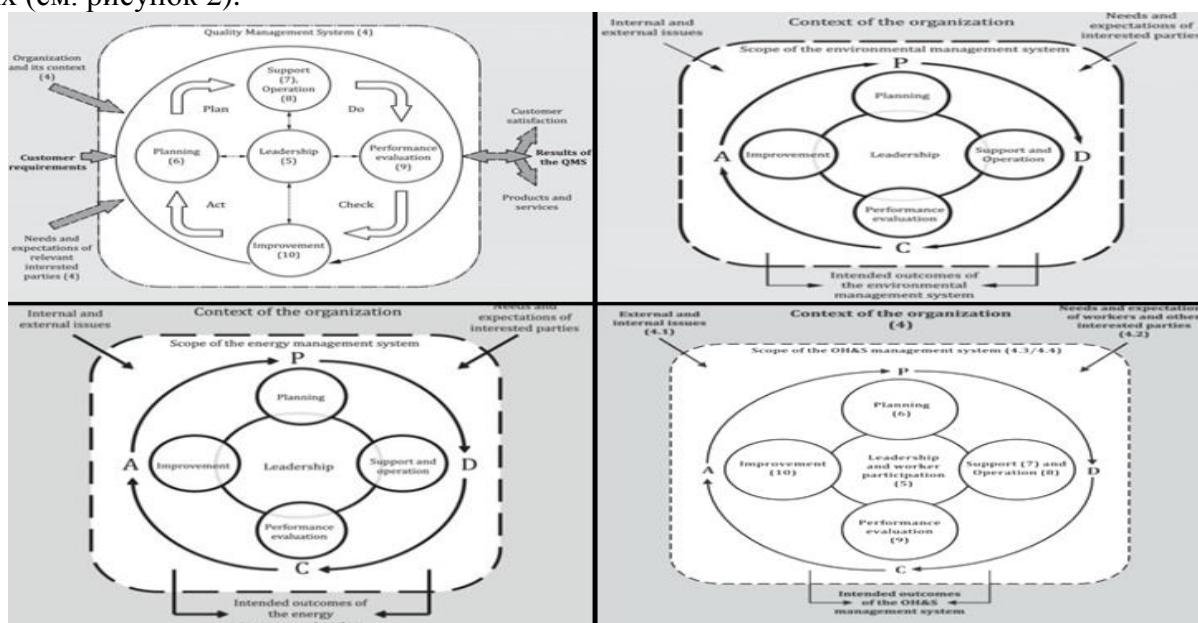 х (см. рисунок 2).
Quality Management System (4)
Organization
and its context
(4)
Support
(7),
Operation
(8)
Plan
Do
Customer
satisfaction
Customer
requirements
Planning
(6)
Leadership
(5)
Performance
evaluation
(9)
Results of
the QMS
Act
Check
Products and
services
Needs and
expectations of
relevant
interested
parties (4)
Improvement
(10)
Internal and
external issues
Context of the organization
Needs and
expectations of
interested parties
Scope of the environmental management system
P
Planning
A
Improvement
Leadership
Support and
Operation
D
Performance
evaluation
C
Intended outcomes of
the environmental
management system
Internal and
external issues
Context of the organization
Needs and
expectations of
interested parties
Scope of the energy management system
P
Planning
A
Improvement
Leadership
Support and
operation
D
Performance
evaluation
C
Intended outcomes of
the energy
External and
internal issues
(4.1)
Context of the organization
(4)
Needs and expectations
of workers and other
interested parties
(4.2)
Scope of the OH&S management system (4.3/4.4)
P
Planning
(6)
A
Improvement
(10)
Leadership
and worker
participation
(5)
Support (7) and
Operation (8)
D
Performance
evaluation
(9)
C
Intended outcomes
of the OH&S
management system